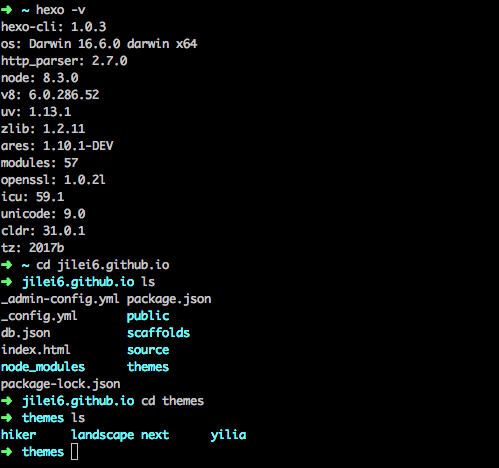 ➜ ~ hexo -v
hexo-cli: 1.0.3
os: Darwin 16.6.0 darwin x64
http_parser: 2.7.0
node: 8.3.0
v8: 6.0.286.52
uv: 1.13.1
zlib: 1.2.11
ares: 1.10.1-DEV
modules: 57
openssl: 1.0.2l
icu: 59.1
unicode: 9.0
cldr: 31.0.1
tz: 2017b
➜ ~ cd jilei6.github.io
➜ jilei6.github.io ls
_admin-config.yml package.json
_config.yml public
db.json scaffolds
index.html source
node_modules themes
package-lock.json
➜ jilei6.github.io cd themes
➜ themes ls
hiker landscape next yilia
➜ themes